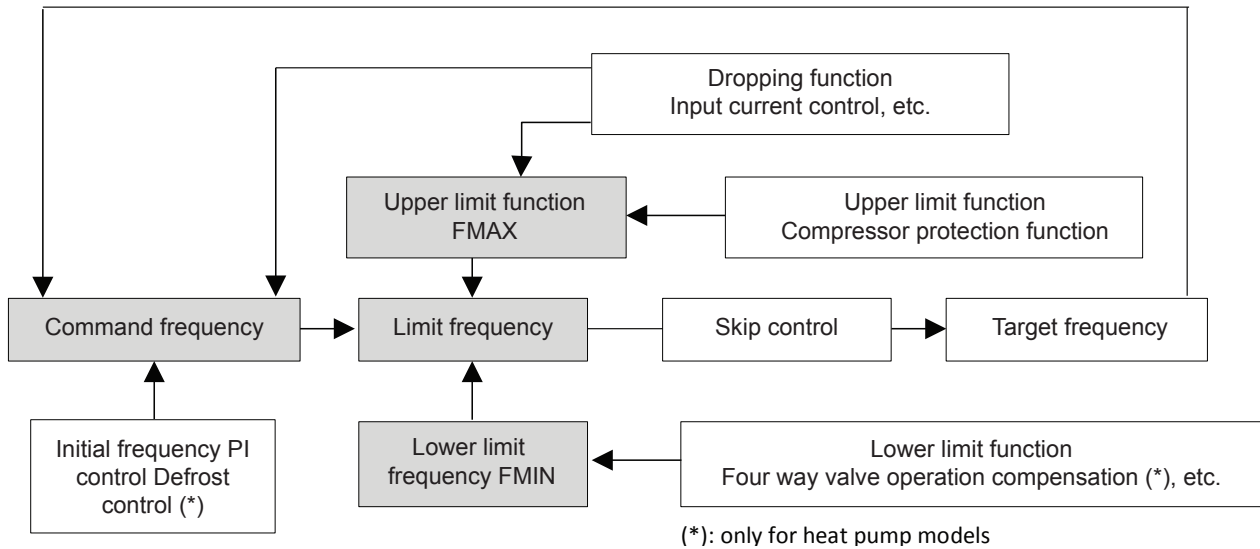 Dropping function
Input current control, etc.
Upper limit function
FMAX
Upper limit function
Compressor protection function
Command frequency
Limit frequency
Skip control
Target frequency
Initial frequency PI
control Defrost
control (*)
Lower limit
frequency FMIN
Lower limit function
Four way valve operation compensation (*), etc.
(*): only for heat pump models